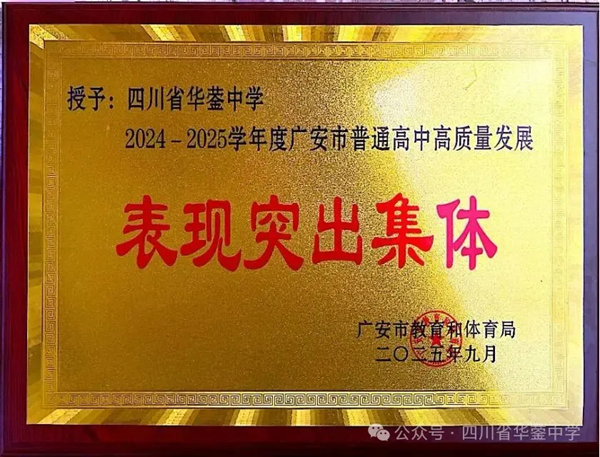 授予：四川省华蓥中学
2024－2025学年度广安市普通高中高质量发展
表现突出集体
广安市教育和体育局
二〇二五年九月
公众号·四川省华蓥中学